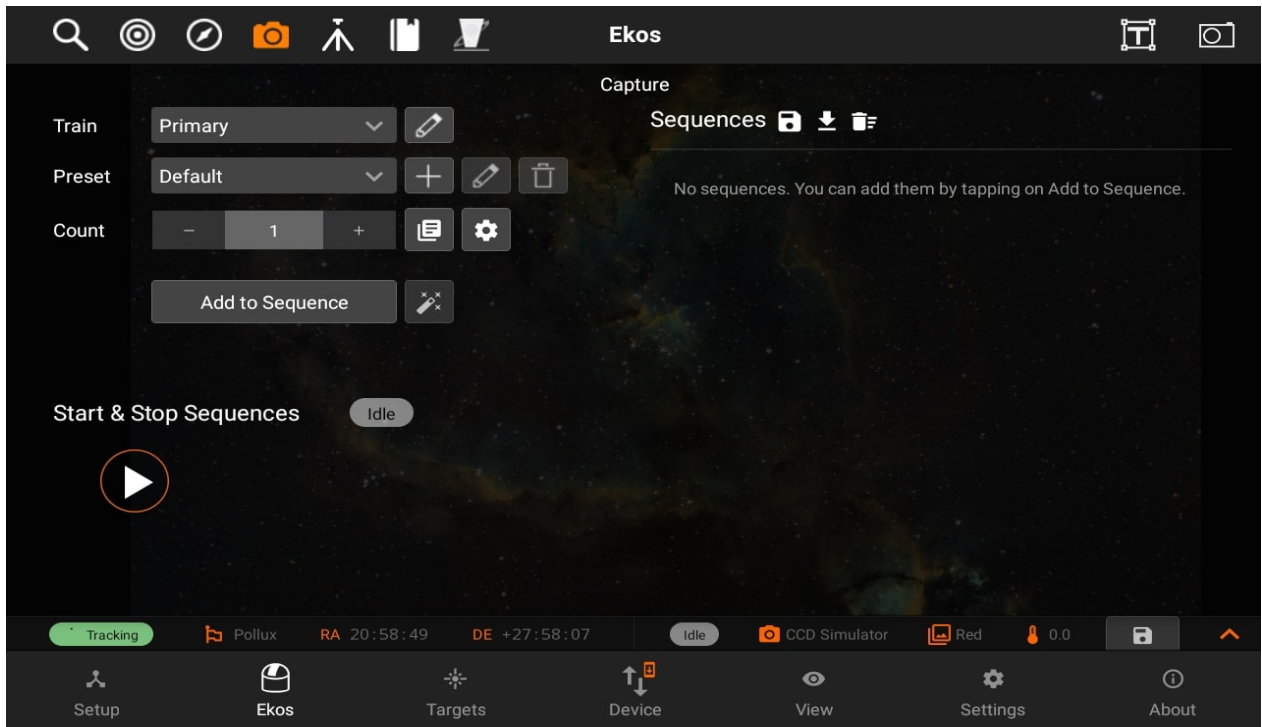 Ekos
Capture
Train Primary
Sequences
Preset Default
No sequences. You can add them by tapping on Add to Sequence.
Count − 1 +
Add to Sequence
Start & Stop Sequences Idle
Tracking Pollux RA 20:58:49 DE +27:58:07 Idle CCD Simulator Red 0.0
Setup Ekos Targets Device View Settings About